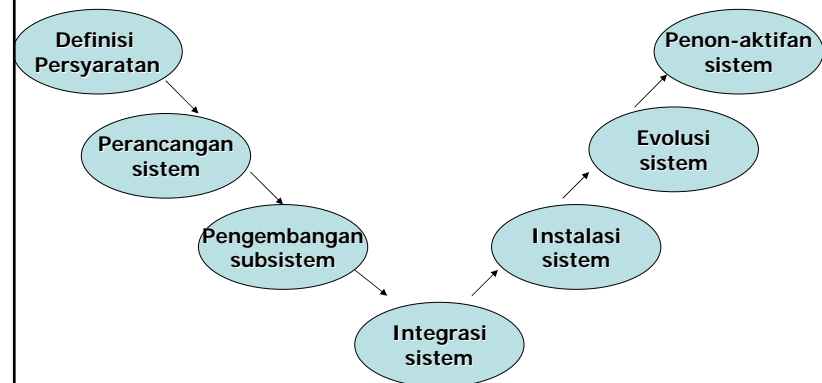 Definisi
Persyaratan
Perancangan
sistem
Pengembangan
subsistem
Integrasi
sistem
Instalasi
sistem
Evolusi
sistem
Penon-aktifan
sistem